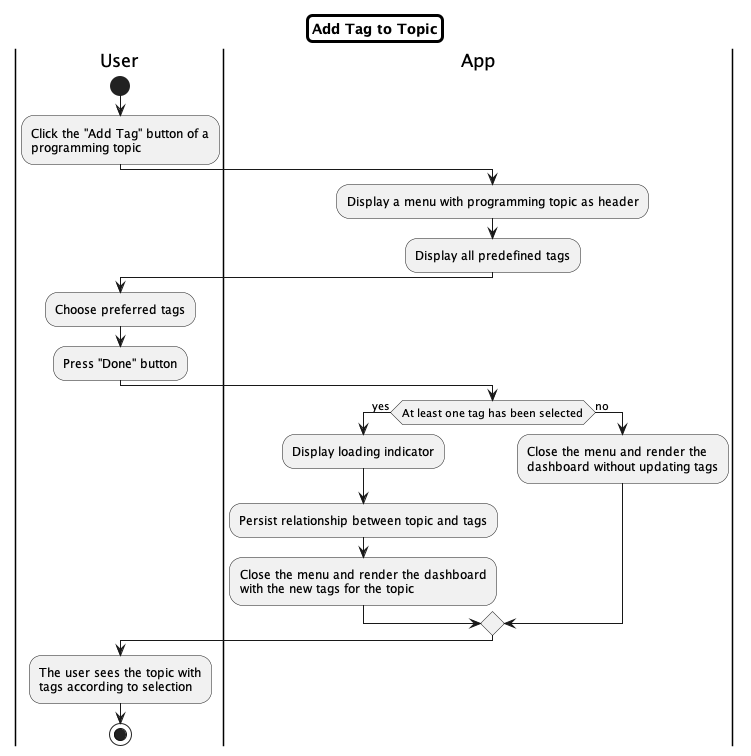 Add Tag to Topic
User
App
Click the "Add Tag" button of a
programming topic
Display a menu with programming topic as header
Display all predefined tags
Choose preferred tags
Press "Done" button
At least one tag has been selected
yes
no
Display loading indicator
Close the menu and render the
dashboard without updating tags
Persist relationship between topic and tags
Close the menu and render the dashboard
with the new tags for the topic
The user sees the topic with
tags according to selection